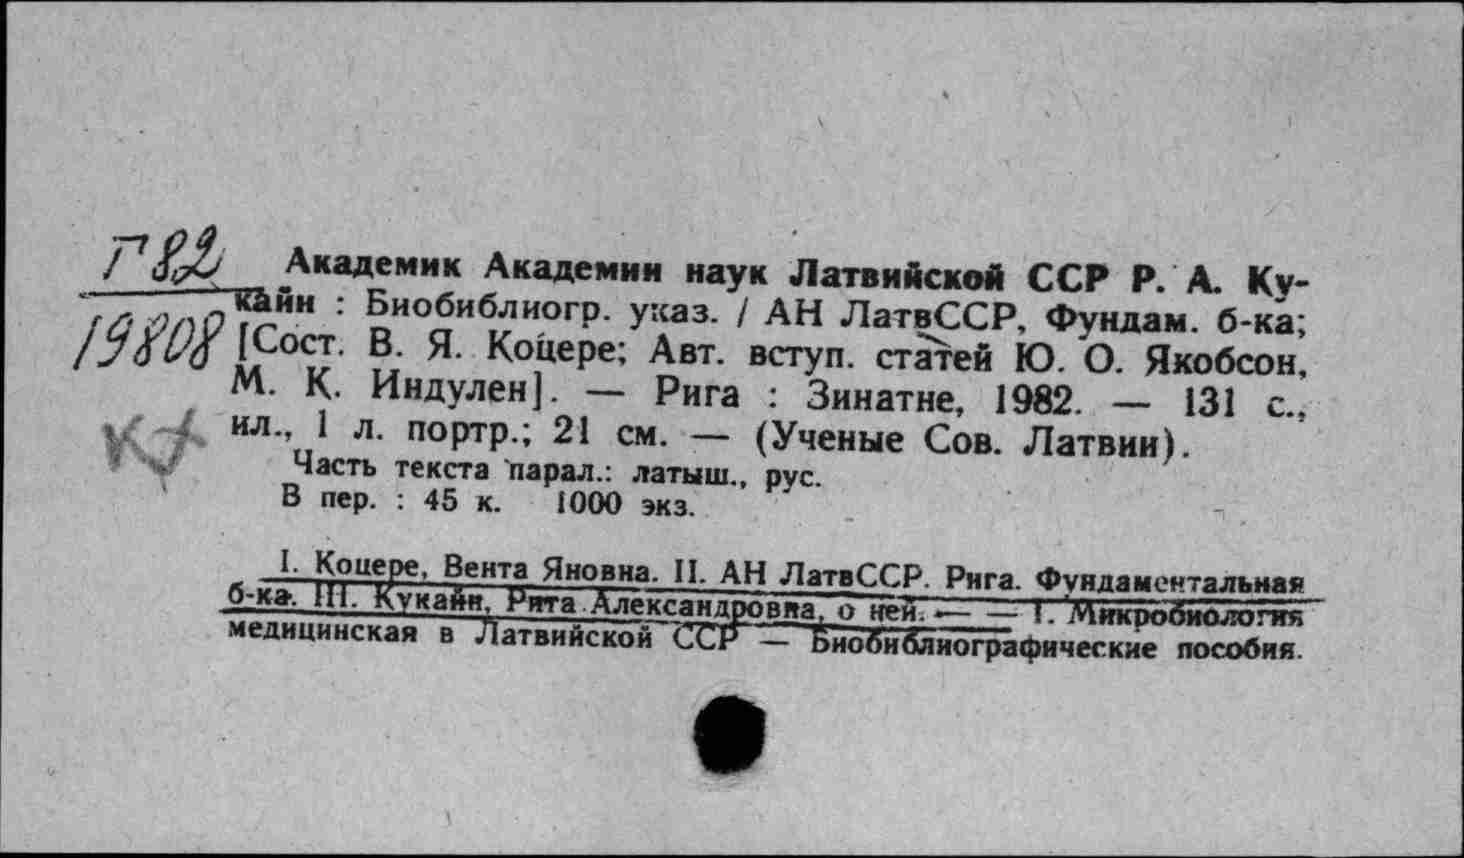 Г82 Академик Академии наук Латвийской ССР Р. А. Ку-
кайн : Биобиблиогр. указ. / АН ЛатвССР, Фундам. б-ка;
19808 [Сост. В. Я. Коцере; Авт. вступ. статей Ю. О. Якобсон,
М. К. Индулен]. — Рига : Зинатне, 1982. — 131 с.,
ил., 1 л. портр.; 21 см. — (Ученые Сов. Латвии).
Часть текста парал.: латыш., рус.
В пер. : 45 к. 1000 экз.
I. Коцере, Вента Яновна. II. АН ЛатвССР. Рига. Фундаментальная
б-ка. III. Кукайн, Рита Александровна, о ней. — — 1. Микробиология
медицинская в Латвийской ССР — Биобиблиографические пособия.